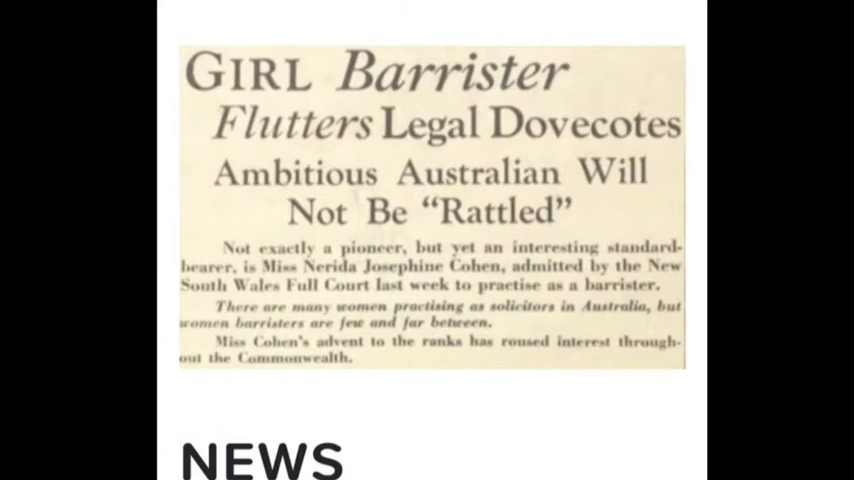 GIRL Barrister
Flutters Legal Dovecotes
Ambitious Australian Will
Not Be “Rattled”
Not exactly a pioneer, but yet an interesting standard-
bearer, is Miss Nerida Josephine Cohen, admitted by the New
South Wales Full Court last week to practise as a barrister.
There are many women practising as solicitors in Australia, but
women barristers are few and far between.
Miss Cohen's advent to the ranks has roused interest through-
out the Commonwealth.
NEWS